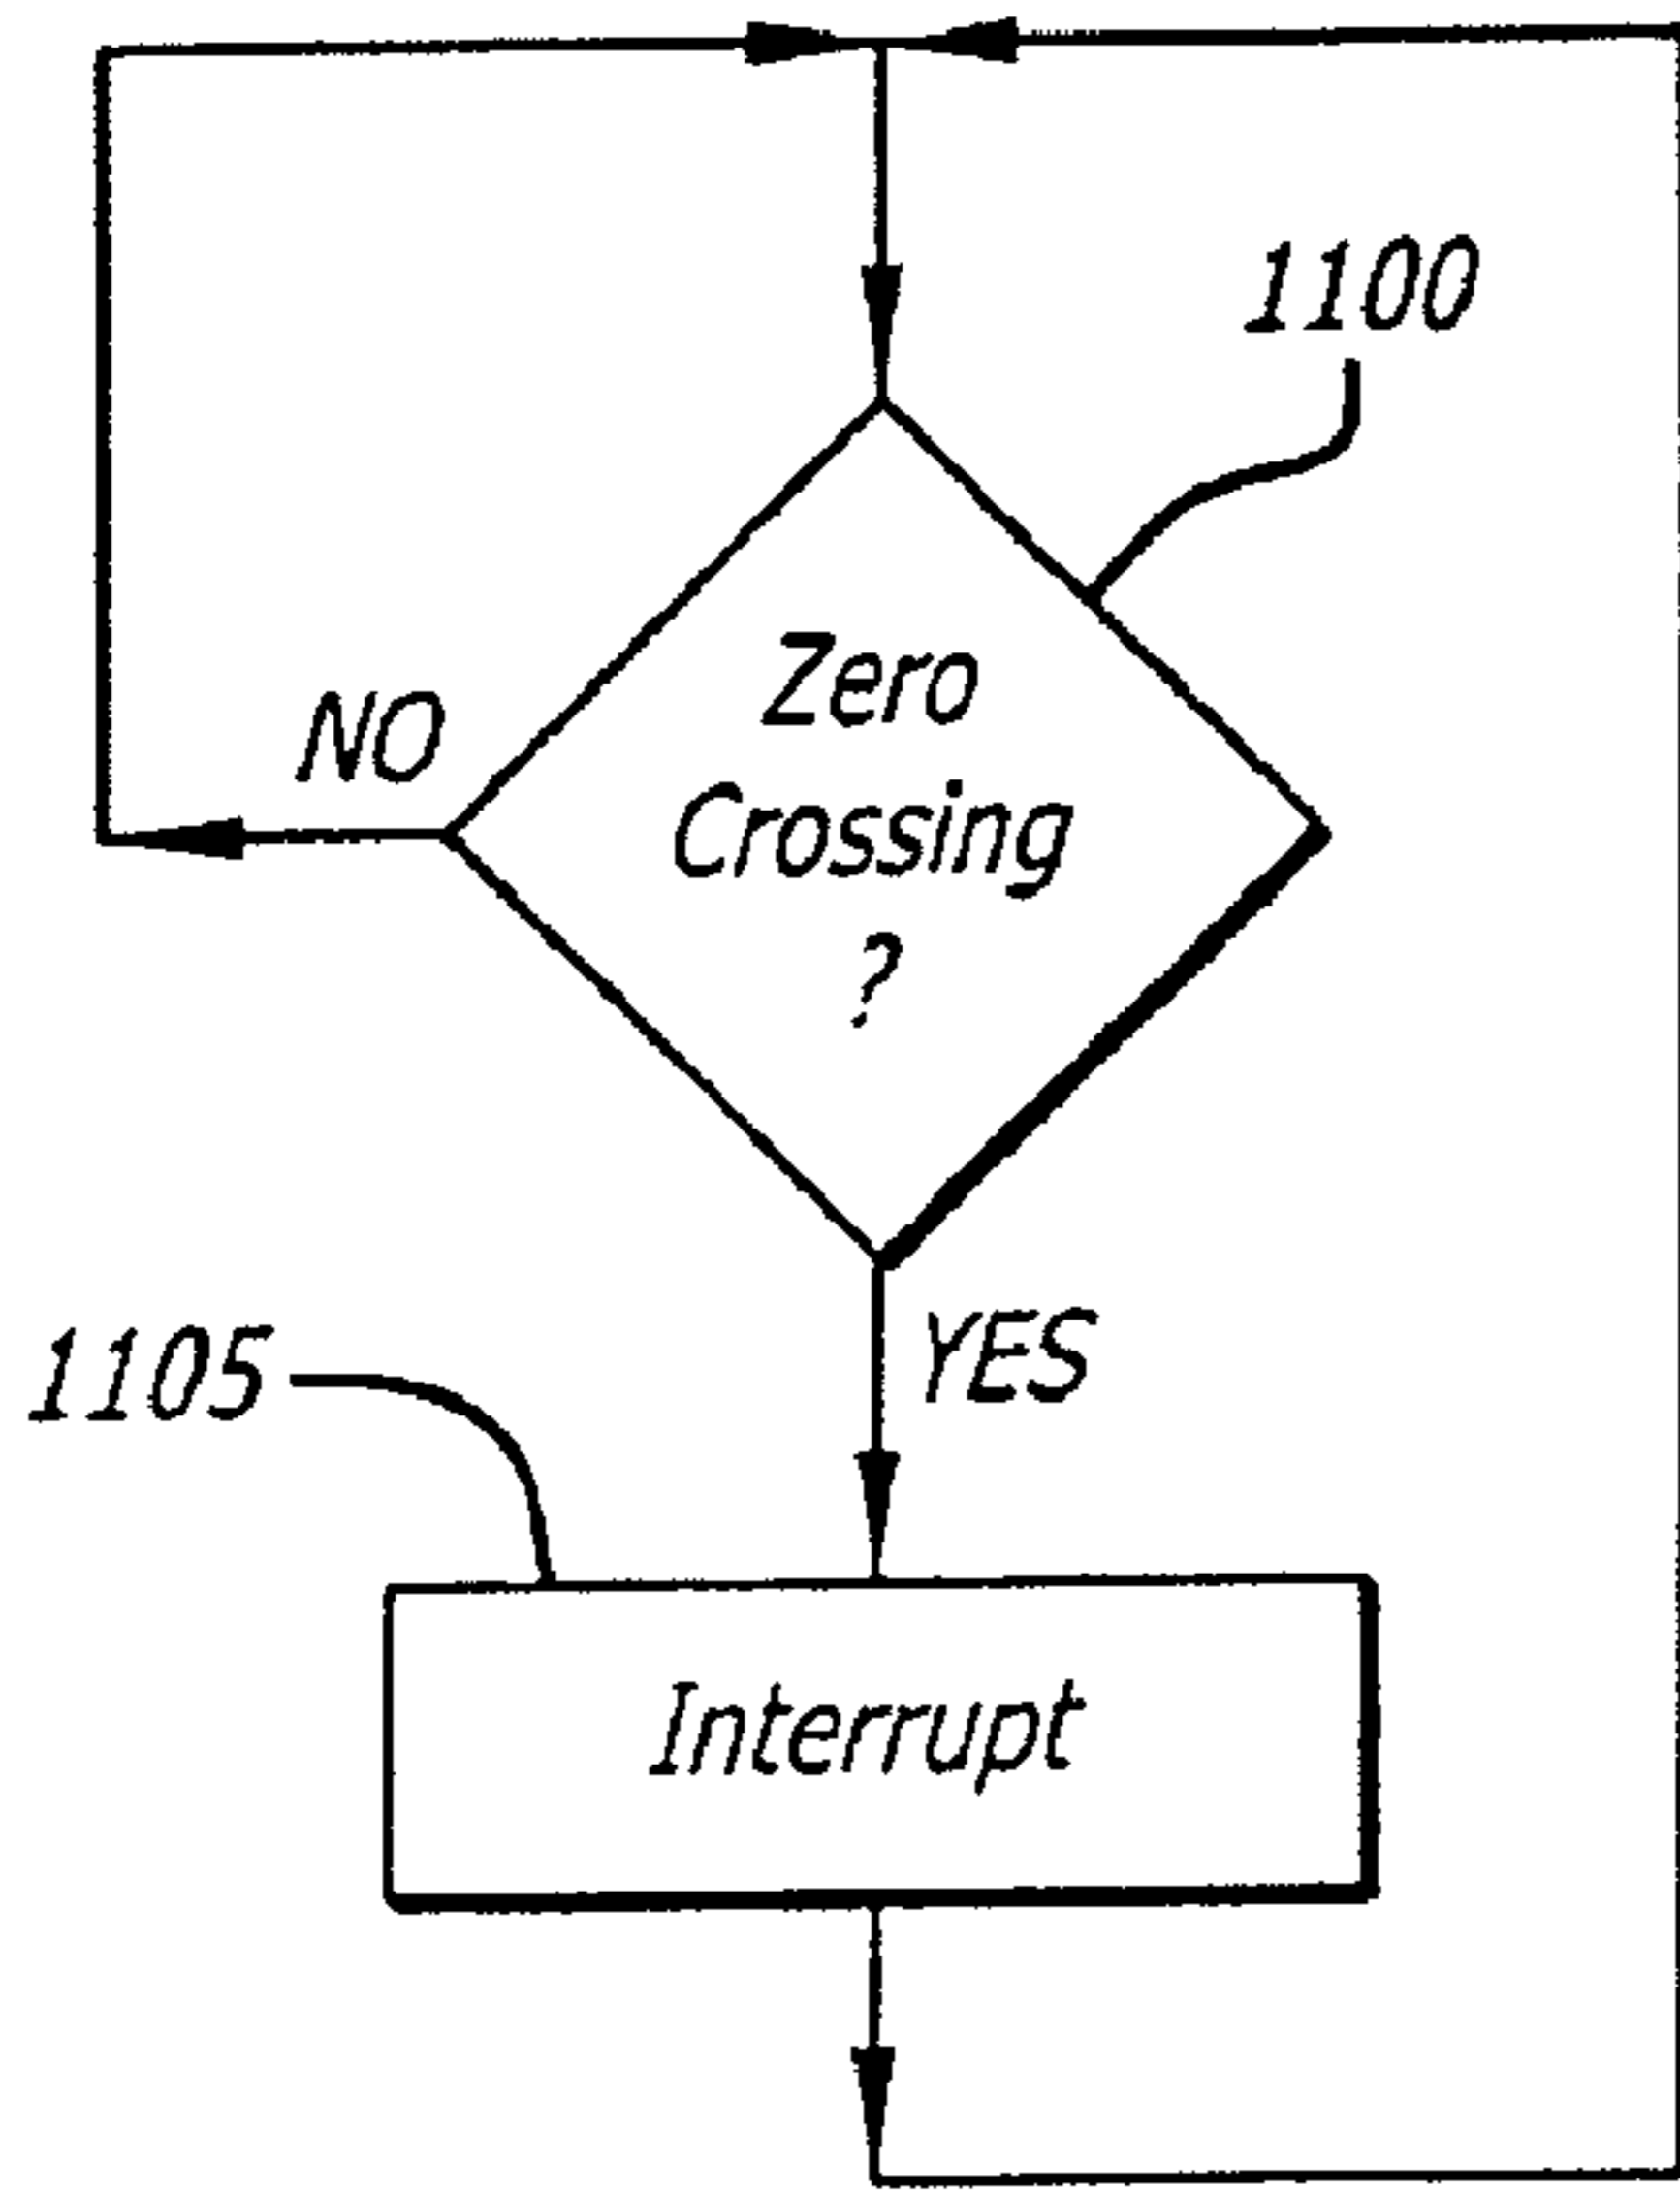 1100
Zero
Crossing
?
NO
YES
1105
Interrupt